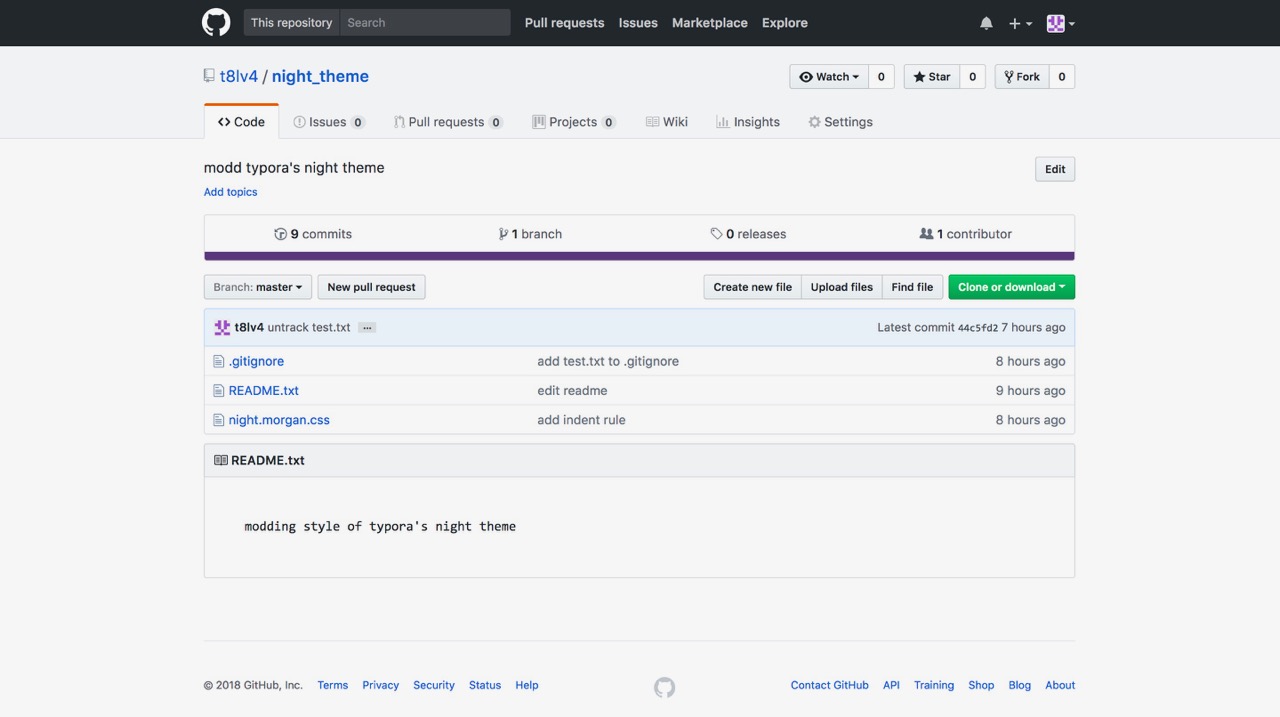 This repository Search Pull requests Issues Marketplace Explore
t8lv4 / night_theme Watch 0 Star 0 Fork 0
Code Issues 0 Pull requests 0 Projects 0 Wiki Insights Settings
modd typora's night theme Edit
Add topics
9 commits 1 branch 0 releases 1 contributor
Branch: master New pull request Create new file Upload files Find file Clone or download
t8lv4 untrack test.txt ... Latest commit 44c5fd2 7 hours ago
.gitignore add test.txt to .gitignore 8 hours ago
README.txt edit readme 9 hours ago
night.morgan.css add indent rule 8 hours ago
README.txt
modding style of typora's night theme
© 2018 GitHub, Inc. Terms Privacy Security Status Help Contact GitHub API Training Shop Blog About